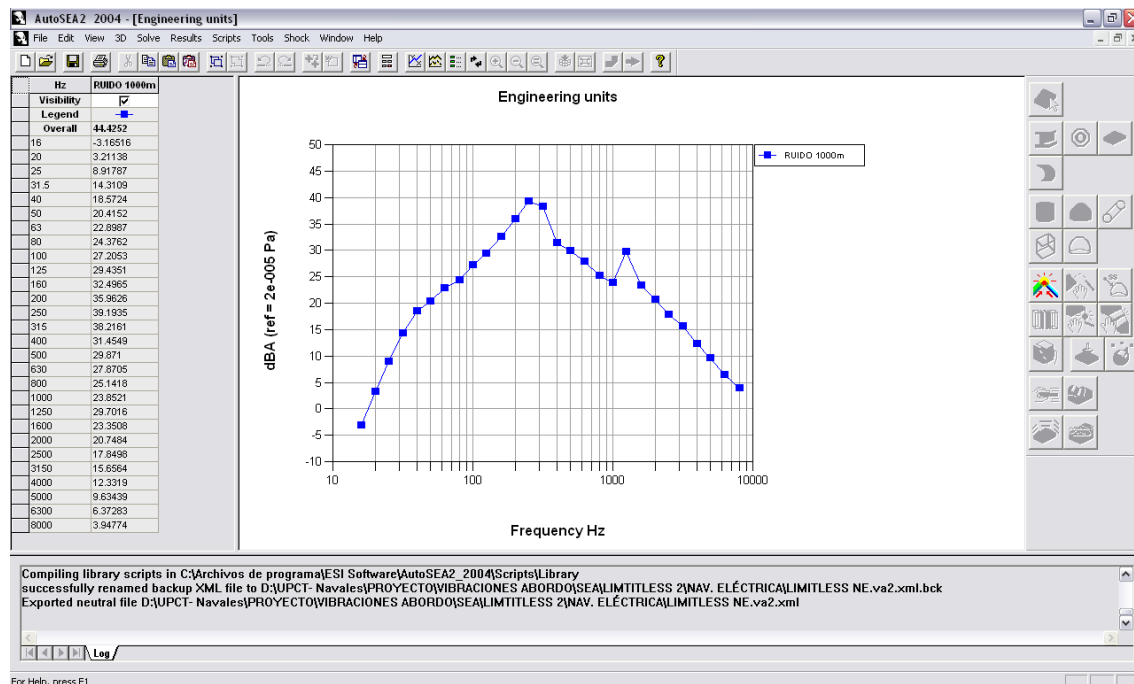 AutoSEA2 2004 - [Engineering units]
File Edit View 3D Solve Results Scripts Tools Shock Window Help
Hz RUIDO 1000m
Visibility
Legend
Overall 44.4252
16 -3.16516
20 3.21138
25 8.91787
31.5 14.3109
40 18.5724
50 20.4152
63 22.8987
80 24.3762
100 27.2053
125 29.4351
160 32.4965
200 35.9626
250 39.1935
315 38.2161
400 31.4549
500 29.871
630 27.8705
800 25.1418
1000 23.8521
1250 29.7016
1600 23.3508
2000 20.7484
2500 17.8498
3150 15.6564
4000 12.3319
5000 9.63439
6300 6.37283
8000 3.94774
Engineering units
RUIDO 1000m
dBA (ref = 2e-005 Pa)
50
45
40
35
30
25
20
15
10
5
0
-5
-10
10 100 1000 10000
Frequency Hz
SS
Compiling library scripts in C:\Archivos de programa\ESI Software\AutoSEA2_2004\Scripts\Library
successfully renamed backup XML file to D:\UPCT- Navales\PROYECTO\VIBRACIONES ABORDO\SEA\LIMTITLESS 2\NAV. ELÉCTRICA\LIMITLESS NE.va2.xml.bck
Exported neutral file D:\UPCT- Navales\PROYECTO\VIBRACIONES ABORDO\SEA\LIMTITLESS 2\NAV. ELÉCTRICA\LIMITLESS NE.va2.xml
Log
For Help, press F1